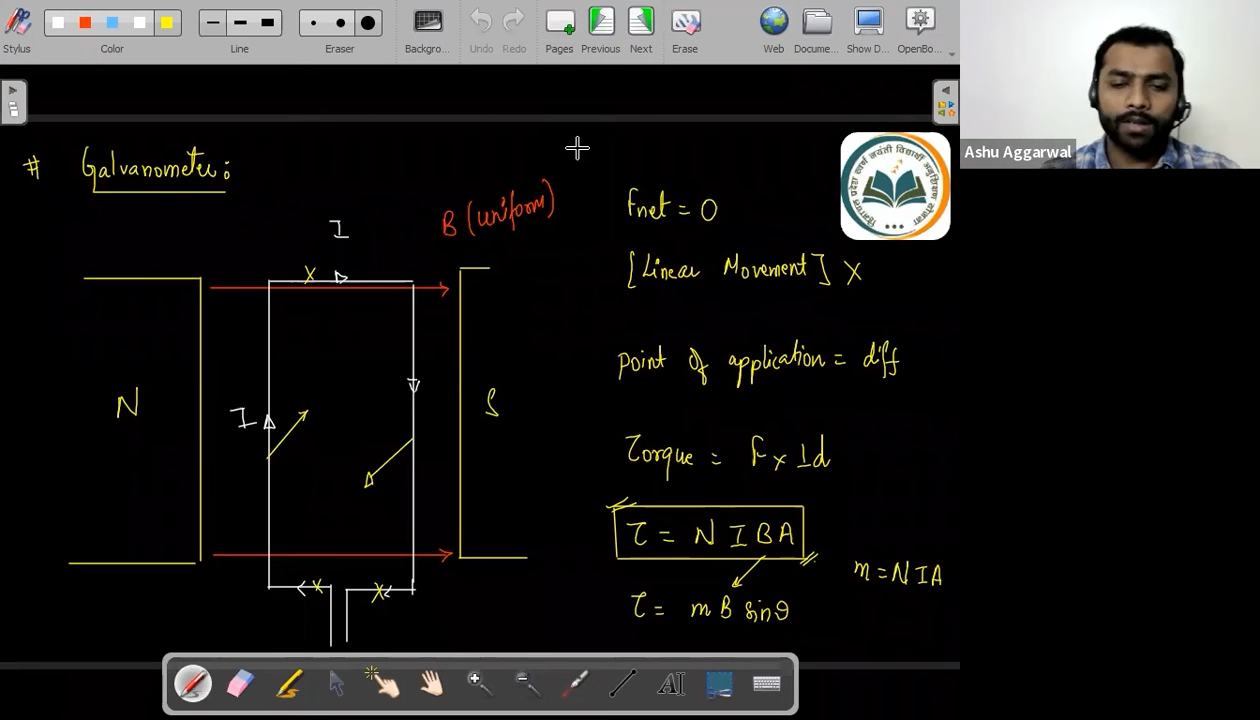 Stylus
Color
Line
Eraser
Backgro...
Undo
Redo
Pages
Previous
Next
Erase
Web
Docume...
Show D...
OpenBo...
Ashu Aggarwal
# Galvanometer:
I
B (uniform)
N
I
S
Fnet = 0
[Linear Movement] X
Point of application = diff
Torque = F x ⊥d
τ = N I B A
m = N I A
τ = m B sinθ
AI